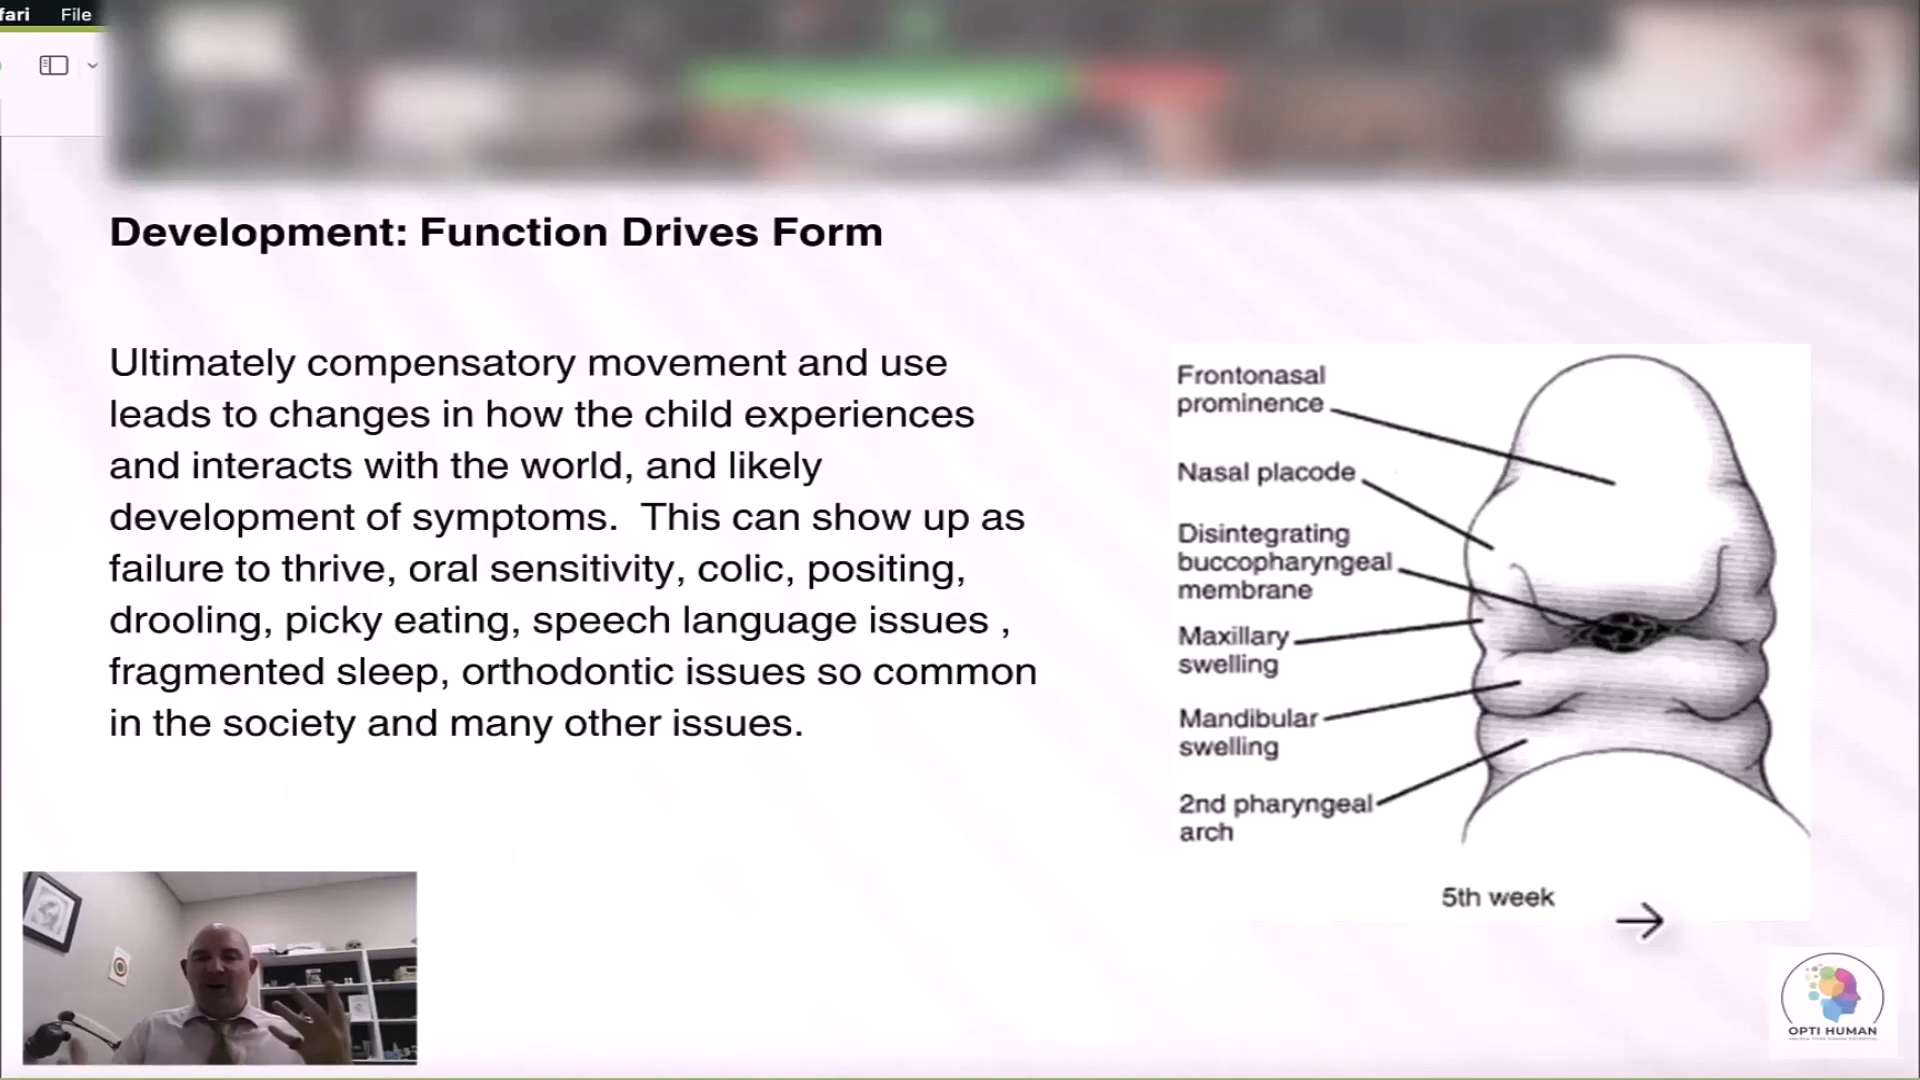 fari File
Development: Function Drives Form
Ultimately compensatory movement and use
leads to changes in how the child experiences
and interacts with the world, and likely
development of symptoms. This can show up as
failure to thrive, oral sensitivity, colic, positing,
drooling, picky eating, speech language issues ,
fragmented sleep, orthodontic issues so common
in the society and many other issues.
Frontonasal
prominence
Nasal placode
Disintegrating
buccopharyngeal
membrane
Maxillary
swelling
Mandibular
swelling
2nd pharyngeal
arch
5th week
OPTI HUMAN